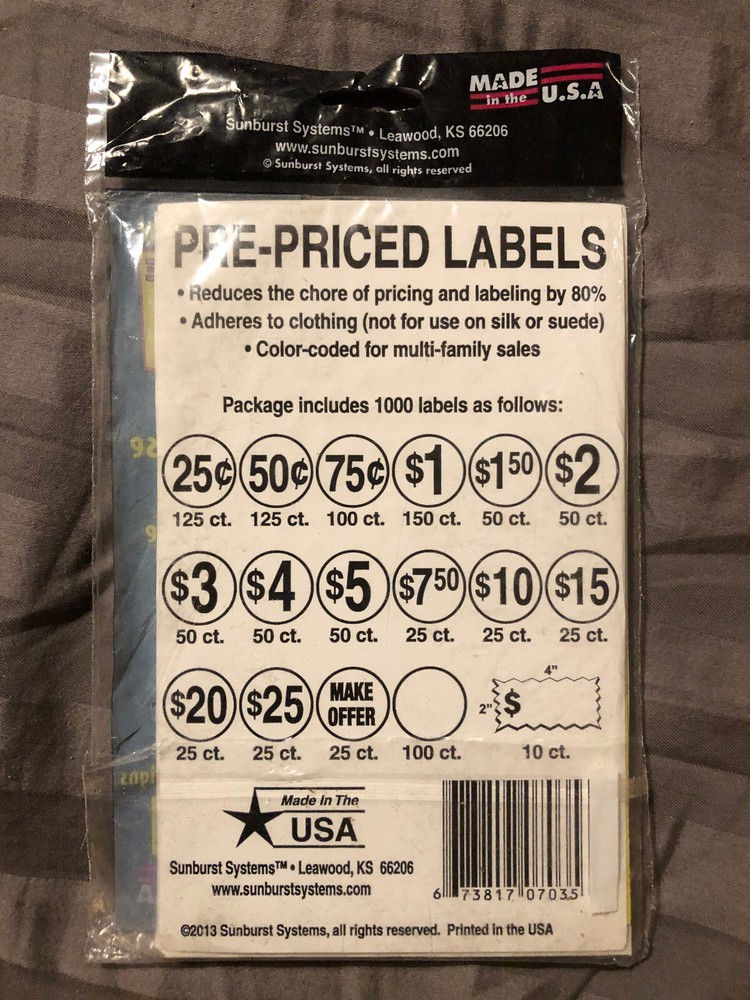 MADE
in the U.S.A
Sunburst Systems™ • Leawood, KS 66206
www.sunburstsystems.com
© Sunburst Systems, all rights reserved
PRE-PRICED LABELS
• Reduces the chore of pricing and labeling by 80%
• Adheres to clothing (not for use on silk or suede)
• Color-coded for multi-family sales
Package includes 1000 labels as follows:
25¢ 50¢ 75¢ $1 $1⁵⁰ $2
125 ct. 125 ct. 100 ct. 150 ct. 50 ct. 50 ct.
$3 $4 $5 $7⁵⁰ $10 $15
50 ct. 50 ct. 50 ct. 25 ct. 25 ct. 25 ct.
4"
$20 $25 MAKE OFFER 2" $
25 ct. 25 ct. 25 ct. 100 ct. 10 ct.
Made In The
USA
Sunburst Systems™ • Leawood, KS 66206
www.sunburstsystems.com
6 73817 07035
©2013 Sunburst Systems, all rights reserved. Printed in the USA